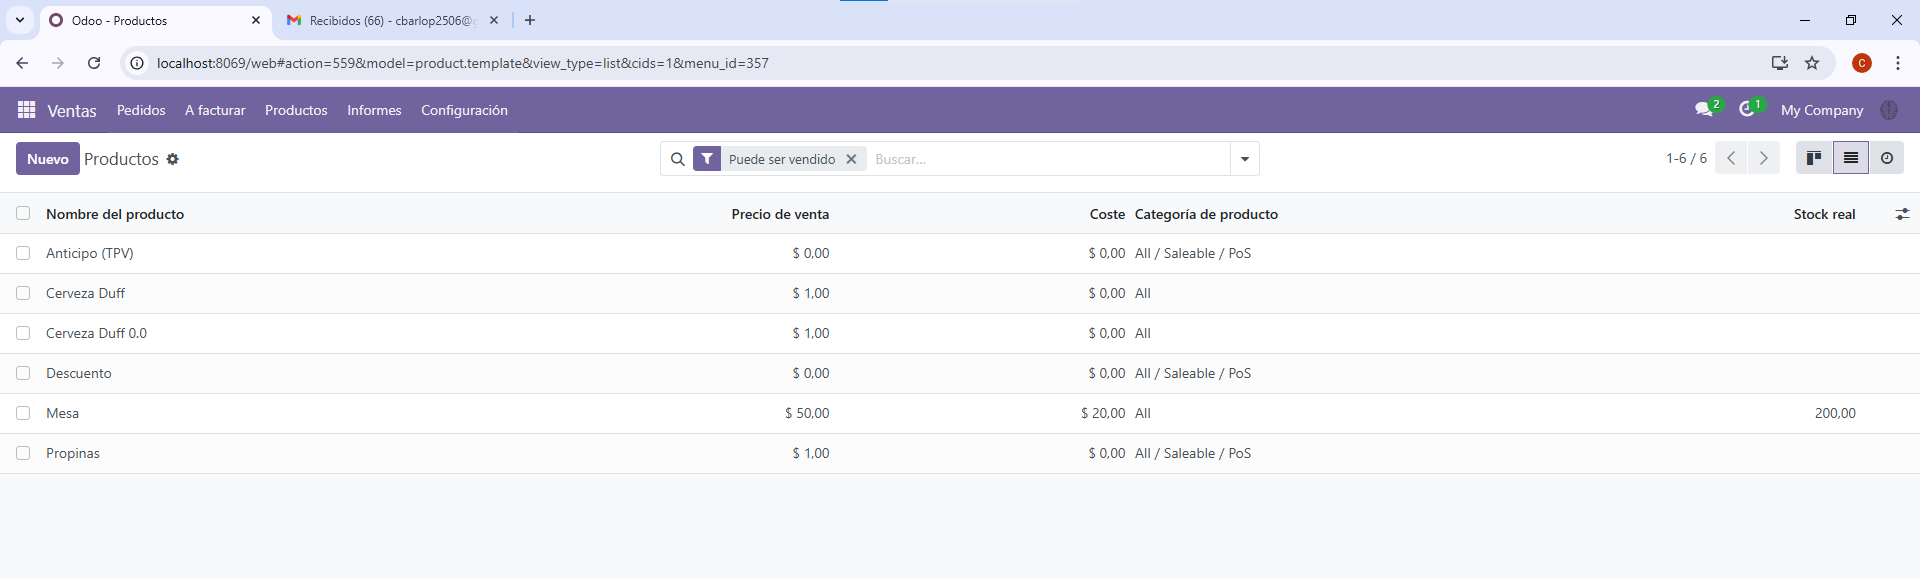 Odoo - Productos
Recibidos (66) - cbarlop2506@
localhost:8069/web#action=559&model=product.template&view_type=list&cids=1&menu_id=357
C
Ventas Pedidos A facturar Productos Informes Configuración 2 1 My Company
Nuevo Productos Puede ser vendido Buscar... 1-6 / 6
Nombre del producto Precio de venta Coste Categoría de producto Stock real
Anticipo (TPV) $ 0,00 $ 0,00 All / Saleable / PoS
Cerveza Duff $ 1,00 $ 0,00 All
Cerveza Duff 0.0 $ 1,00 $ 0,00 All
Descuento $ 0,00 $ 0,00 All / Saleable / PoS
Mesa $ 50,00 $ 20,00 All 200,00
Propinas $ 1,00 $ 0,00 All / Saleable / PoS